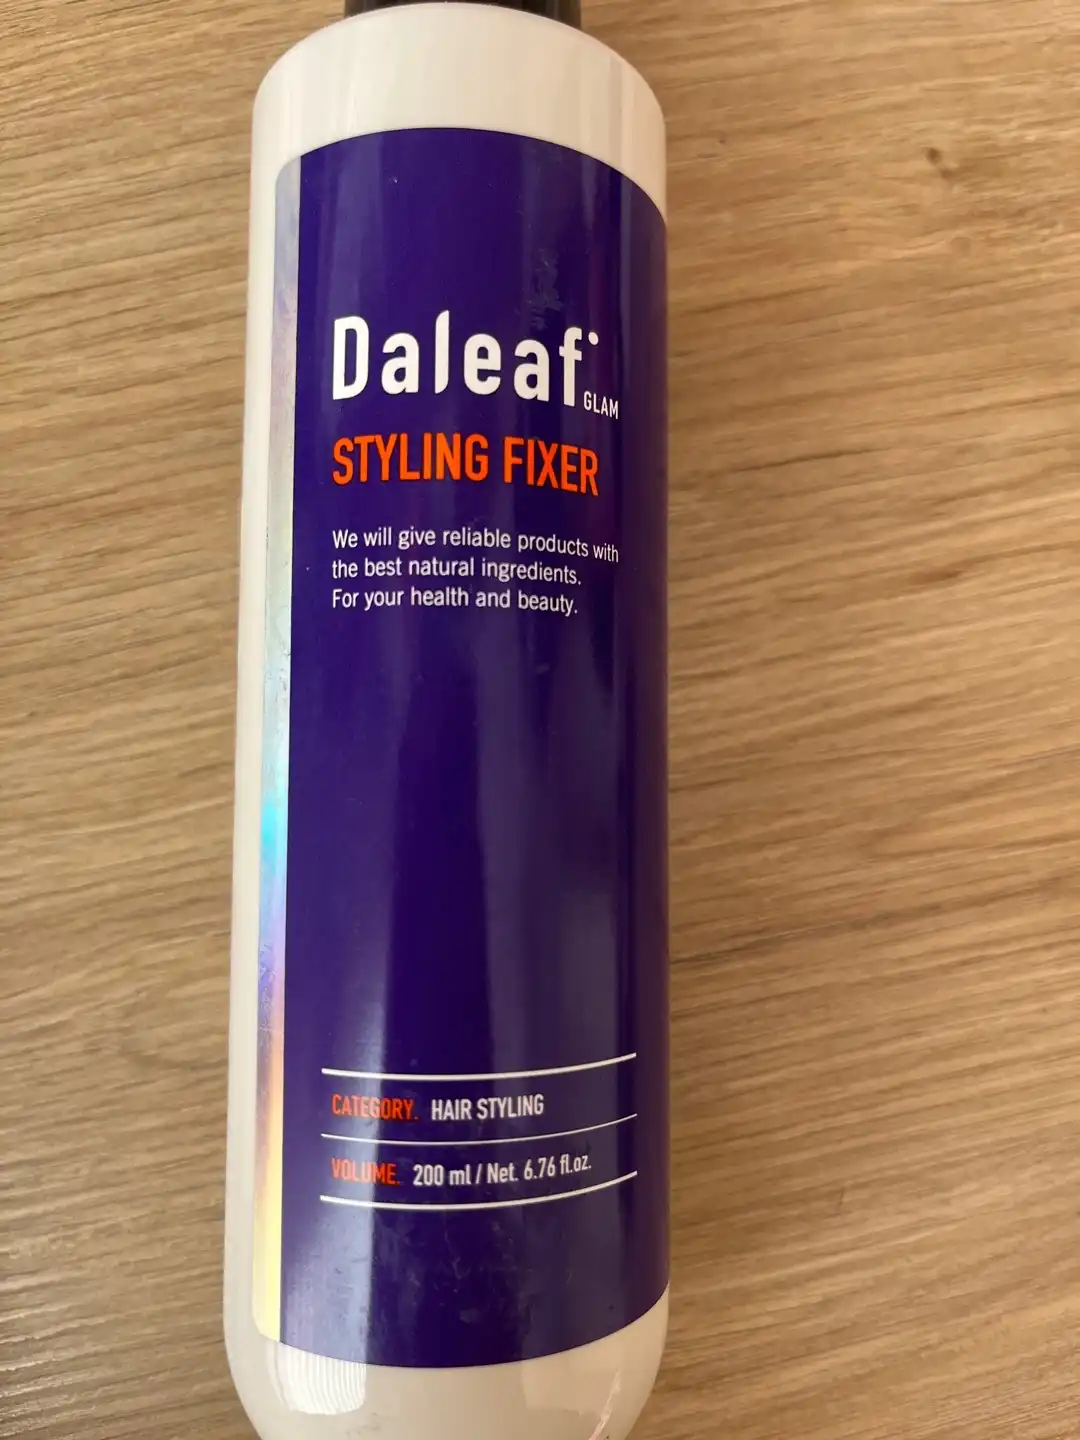 Daleaf
GLAM
STYLING FIXER
We will give reliable products with
the best natural ingredients.
For your health and beauty.
CATEGORY. HAIR STYLING
VOLUME. 200 ml / Net. 6.76 fl.oz.